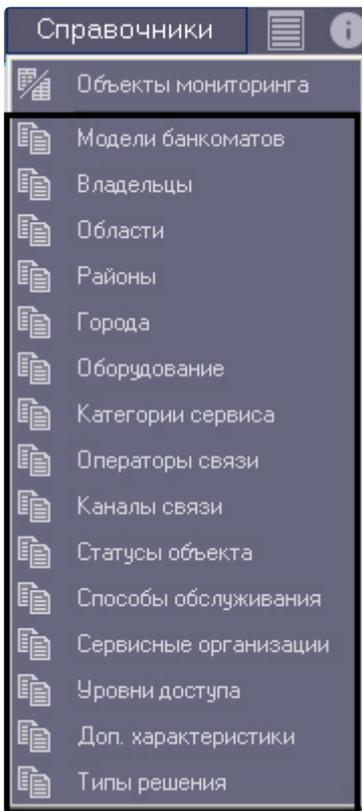 Справочники
Объекты мониторинга
Модели банкоматов
Владельцы
Области
Районы
Города
Оборудование
Категории сервиса
Операторы связи
Каналы связи
Статусы объекта
Способы обслуживания
Сервисные организации
Уровни доступа
Доп. характеристики
Типы решения